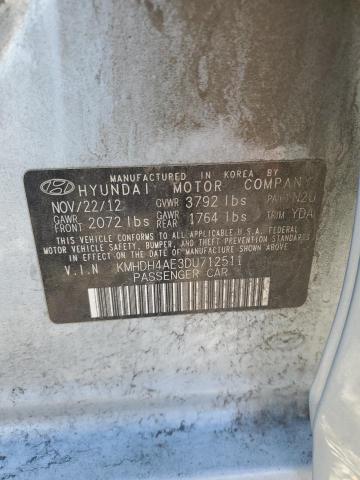 MANUFACTURED IN KOREA BY
HYUNDAI MOTOR COMPANY
NOV/22/12 GVWR 3792 lbs PAINT N2U
GAWR FRONT 2072 lbs GAWR REAR 1764 lbs TRIM YDA
THIS VEHICLE CONFORMS TO ALL APPLICABLE U.S.A. FEDERAL
MOTOR VEHICLE SAFETY, BUMPER, AND THEFT PREVENTION
STANDARDS IN EFFECT ON THE DATE OF MANUFACTURE SHOWN ABOVE.
V.I.N KMHDH4AE3DU712511
PASSENGER CAR